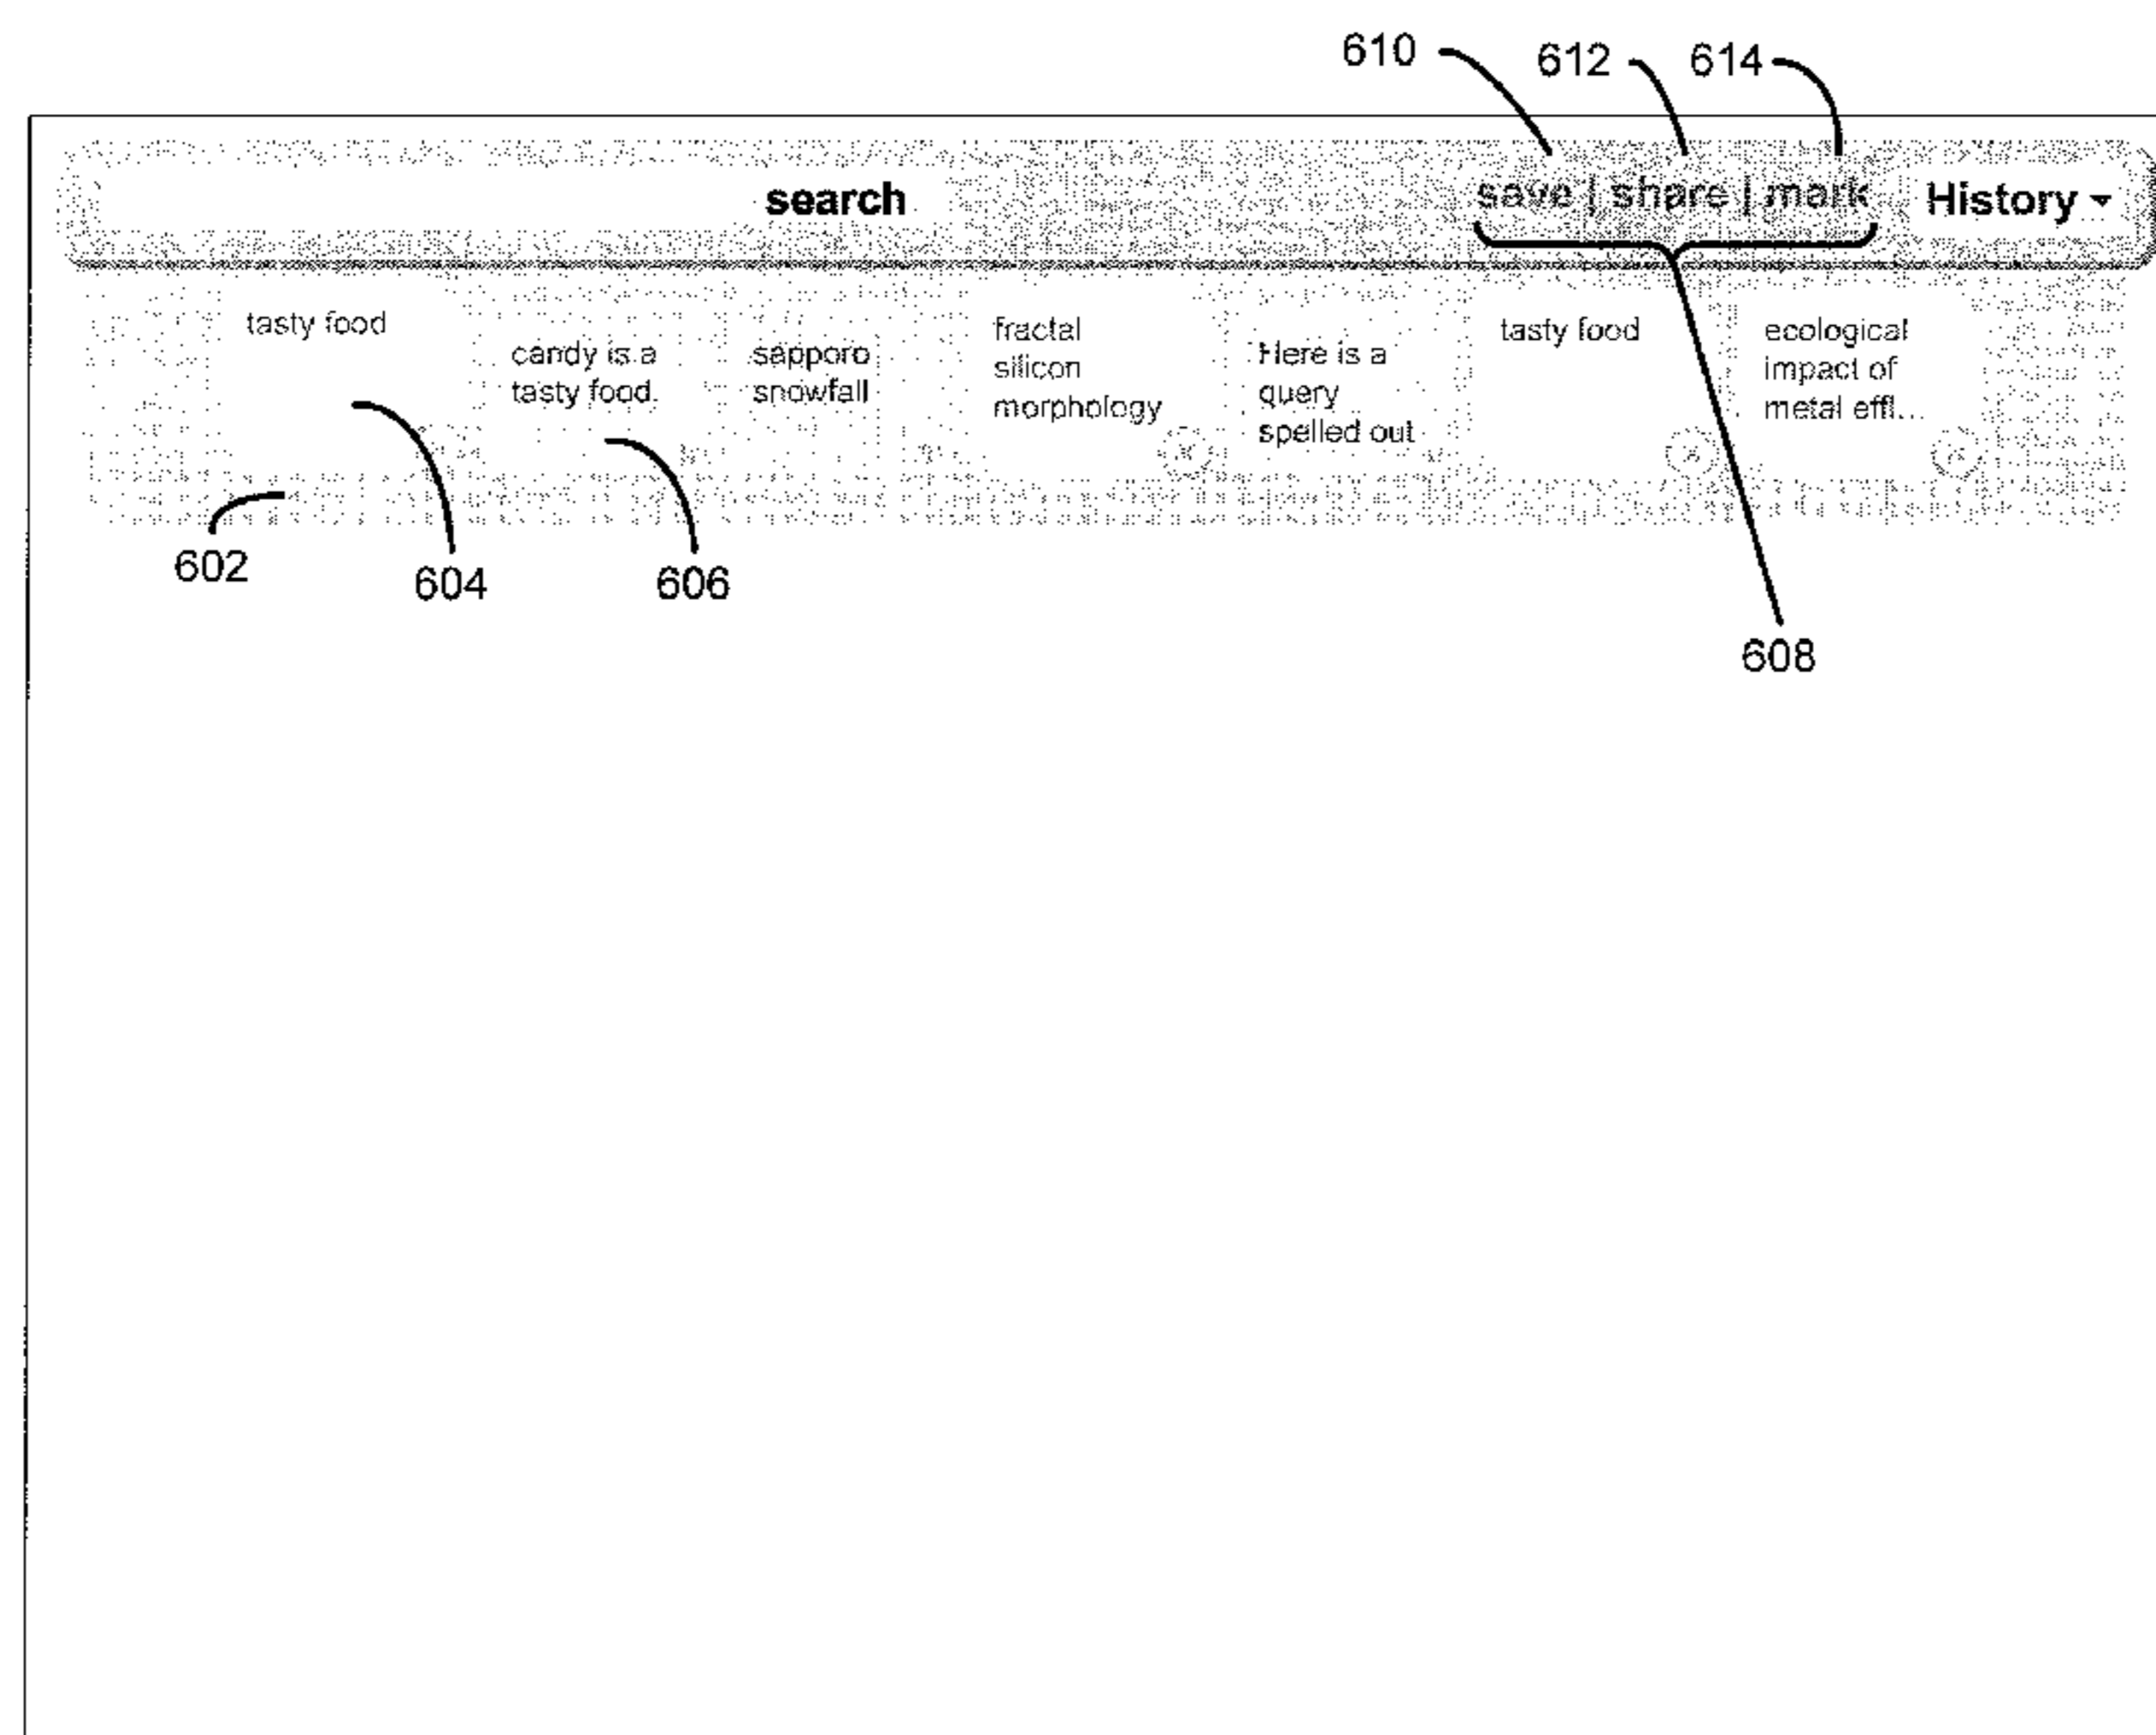 610 612 614
search save | share | mark History
tasty food
candy is a
tasty food.
sapporo
snowfall
fractal
silicon
morphology
Here is a
query
spelled out
tasty food
ecological
impact of
metal effl...
602 604 606
608